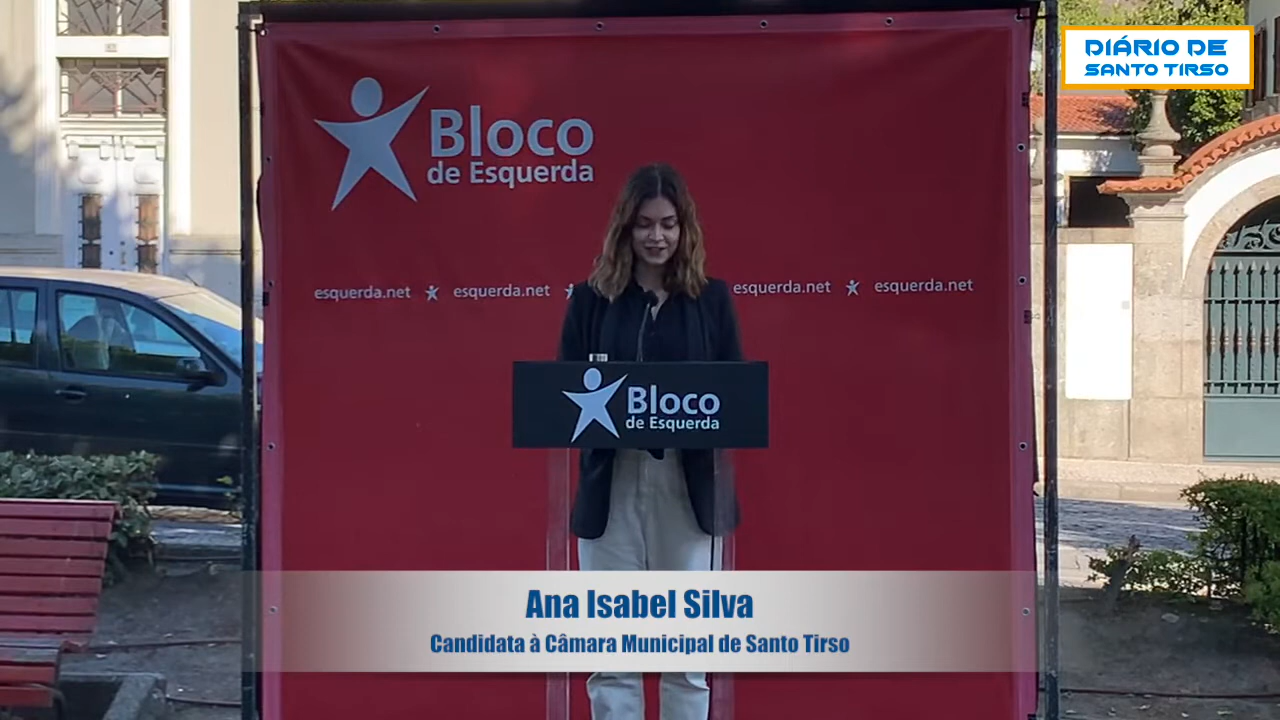 DIÁRIO DE
SANTO TIRSO
Bloco
de Esquerda
esquerda.net esquerda.net esquerda.net esquerda.net
Bloco
de Esquerda
Ana Isabel Silva
Candidata à Câmara Municipal de Santo Tirso